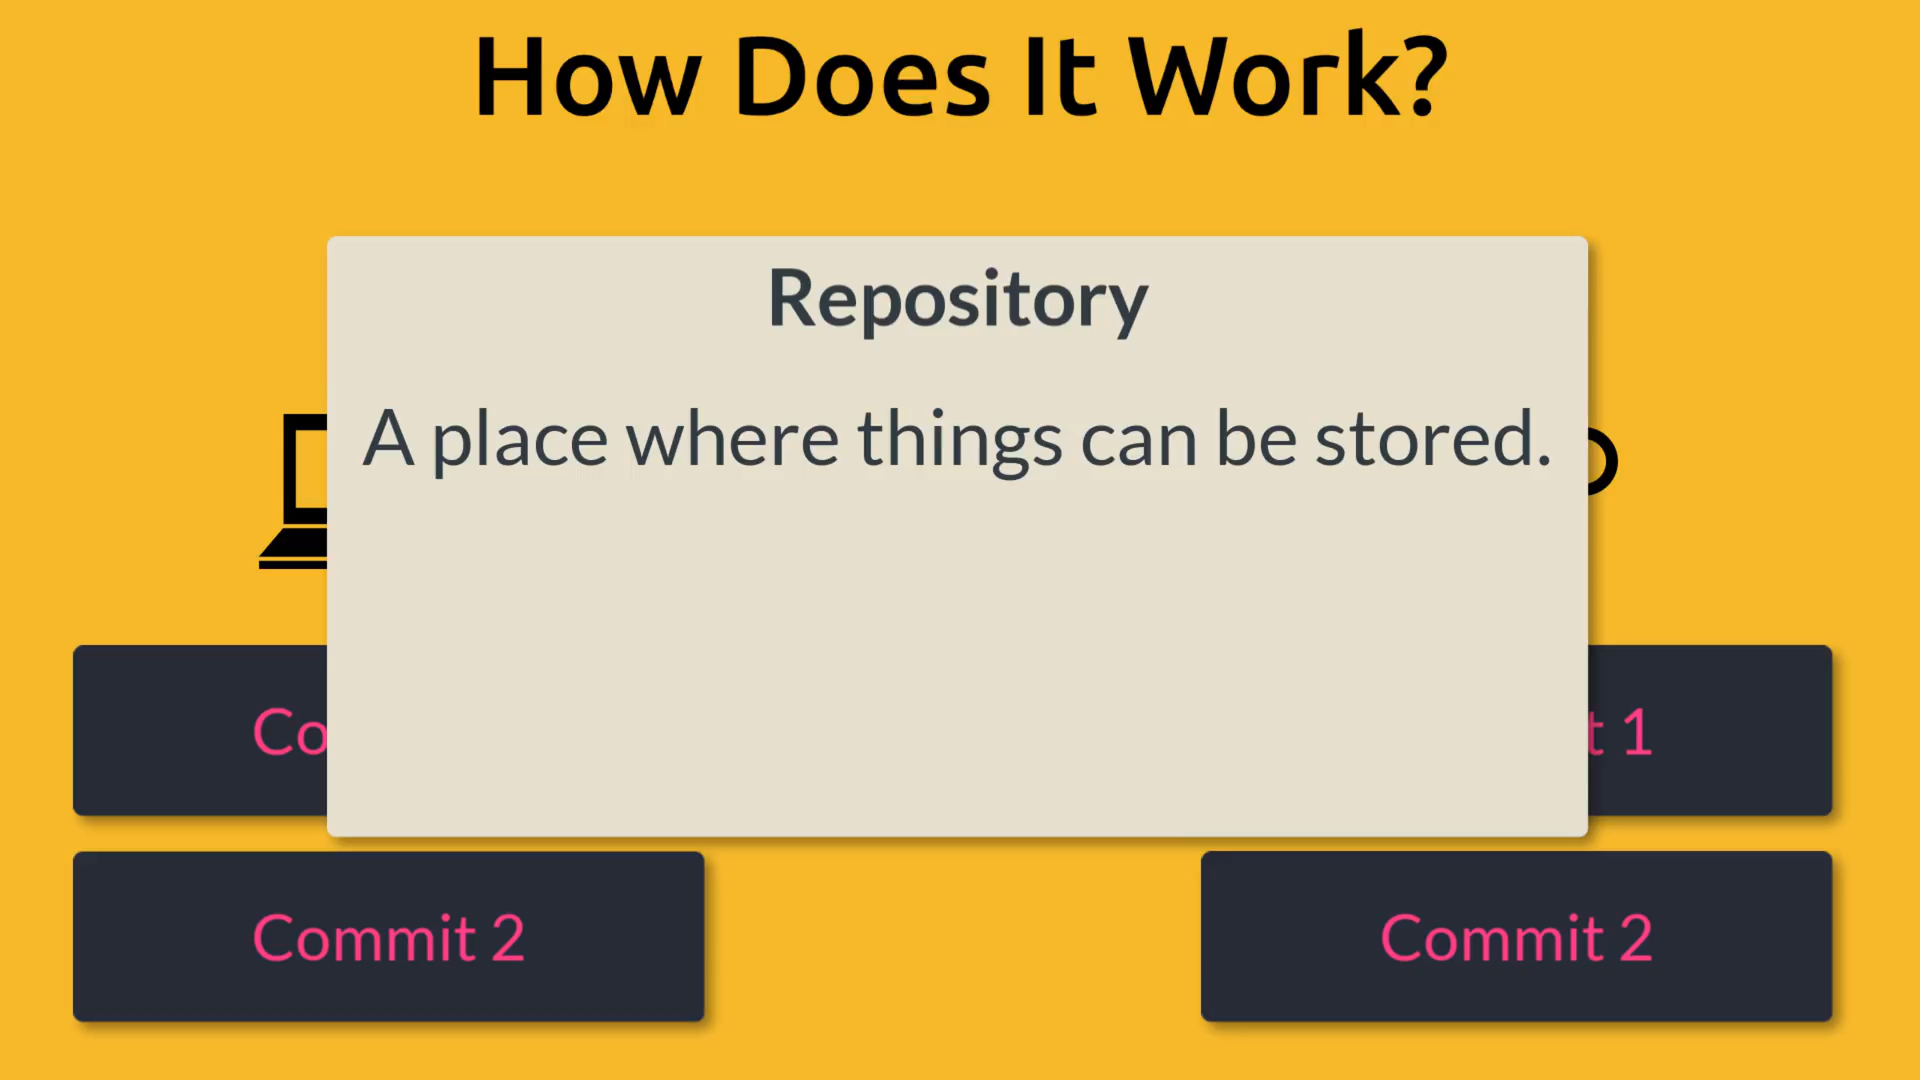 How Does It Work?
Repository
A place where things can be stored.
Co
t 1
Commit 2
Commit 2